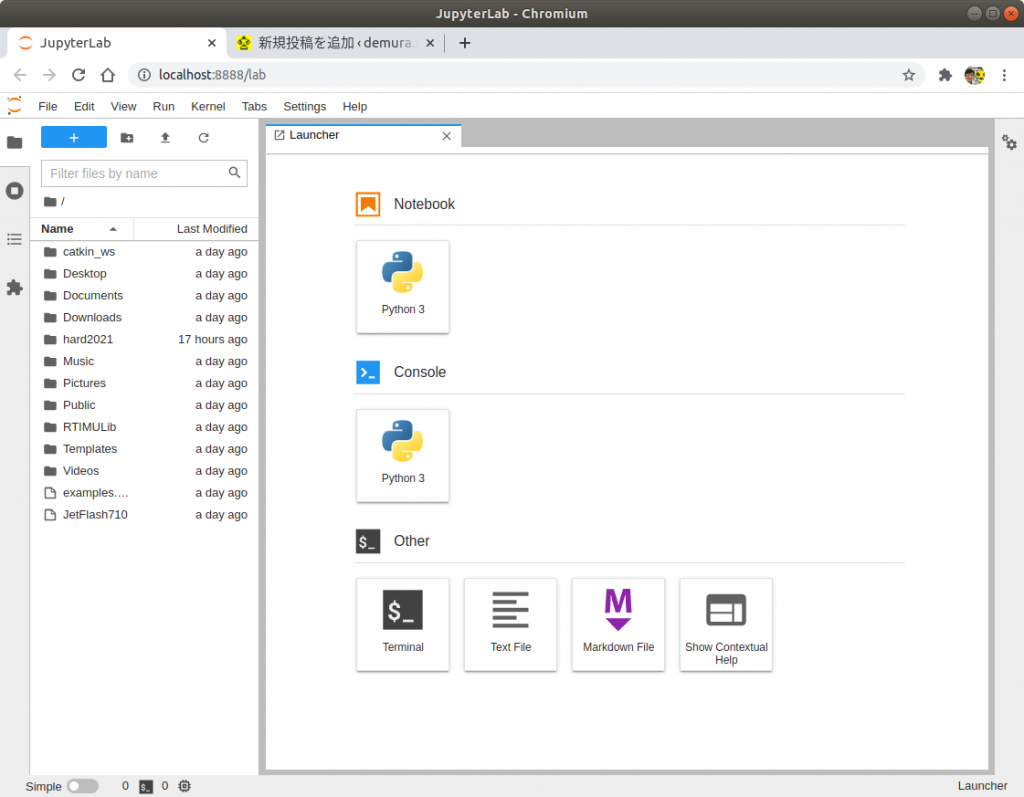 JupyterLab - Chromium
JupyterLab
新規投稿を追加 ‹ demura.
localhost:8888/lab
File Edit View Run Kernel Tabs Settings Help
+
Launcher
Filter files by name
/
Name Last Modified
catkin_ws a day ago
Desktop a day ago
Documents a day ago
Downloads a day ago
hard2021 17 hours ago
Music a day ago
Pictures a day ago
Public a day ago
RTIMULib a day ago
Templates a day ago
Videos a day ago
examples.… a day ago
JetFlash710 a day ago
Notebook
Python 3
>_ Console
Python 3
$_ Other
$_
M
Terminal
Text File
Markdown File
Show Contextual
Help
Simple 0 $_ 0
Launcher